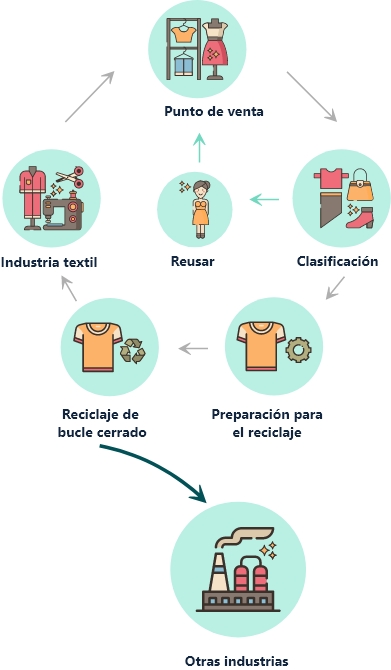 Punto de venta
Industria textil
Reusar
Clasificación
Reciclaje de
bucle cerrado
Preparación para
el reciclaje
Otras industrias